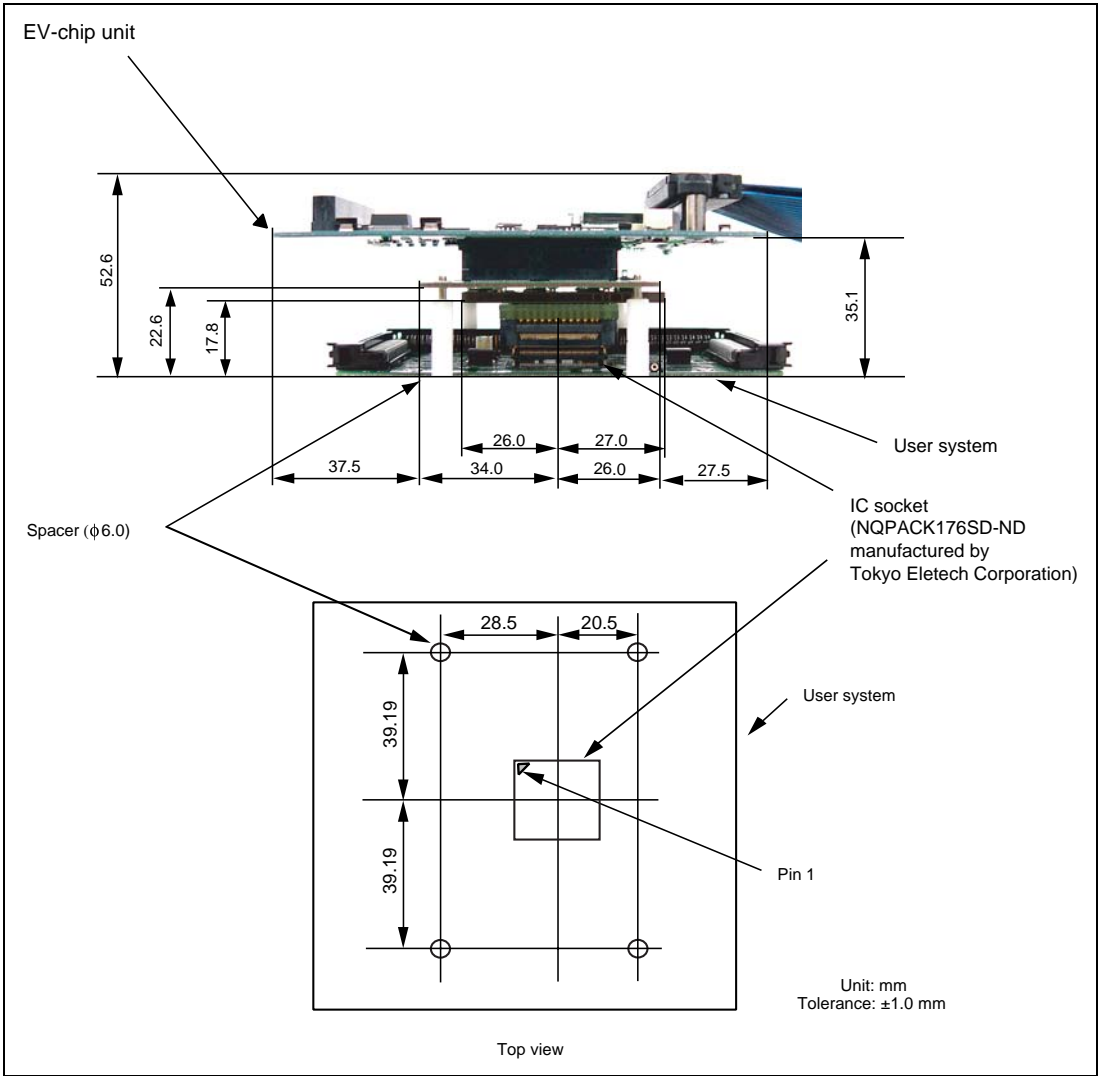 EV-chip unit
52.6
22.6
17.8
35.1
26.0
27.0
37.5
34.0
26.0
27.5
User system
Spacer (ϕ6.0)
IC socket
(NQPACK176SD-ND
manufactured by
Tokyo Eletech Corporation)
28.5
20.5
39.19
39.19
User system
Pin 1
Unit: mm
Tolerance: ±1.0 mm
Top view